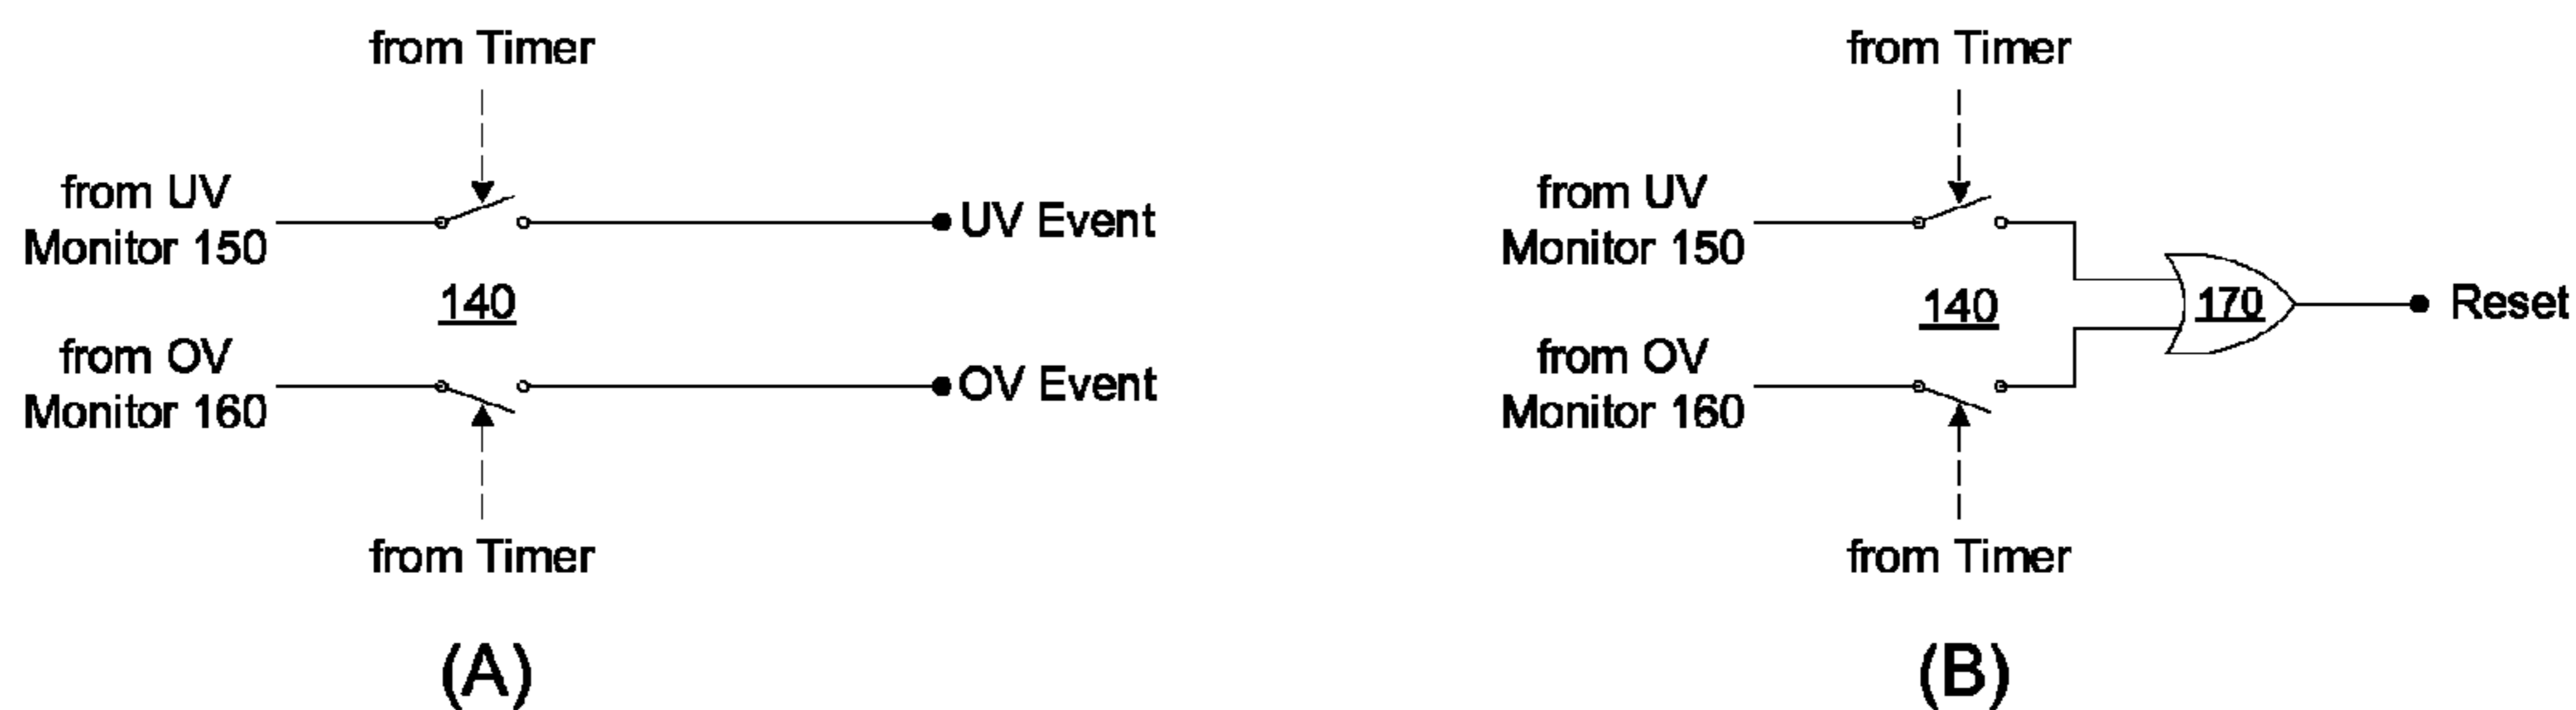 from Timer
from UV
Monitor 150
UV Event
140
from OV
Monitor 160
OV Event
from Timer
(A)
from Timer
from UV
Monitor 150
140
170
Reset
from OV
Monitor 160
from Timer
(B)